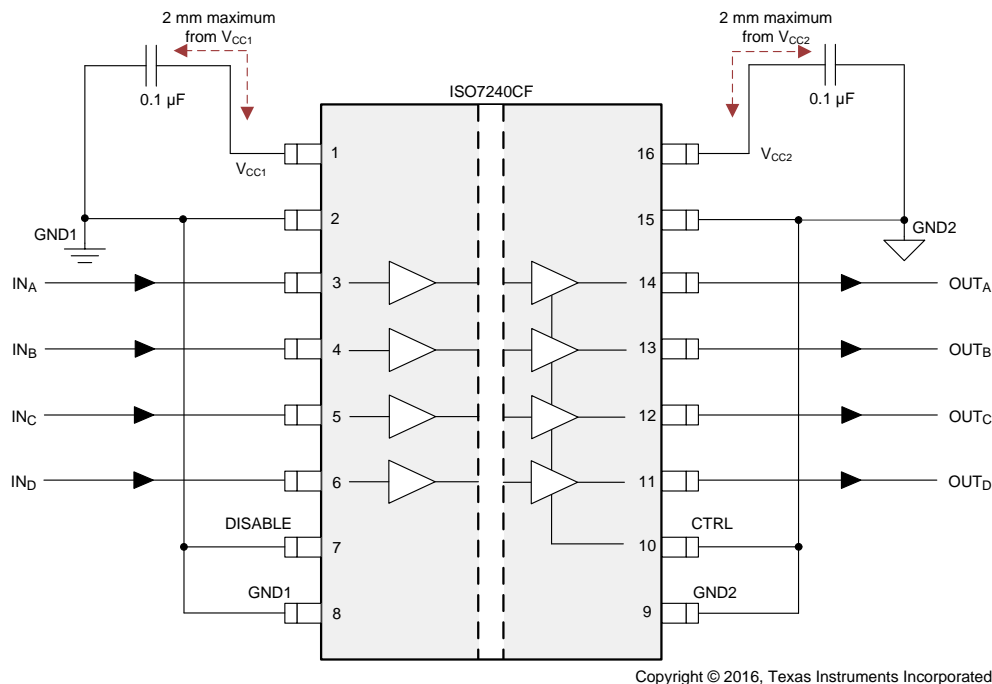 2 mm maximum
from VCC1
2 mm maximum
from VCC2
0.1 µF
0.1 µF
ISO7240CF
1
16
VCC1
VCC2
2
15
GND1
GND2
INA
3
14
OUTA
INB
4
13
OUTB
INC
5
12
OUTC
IND
6
11
OUTD
DISABLE
CTRL
7
10
GND1
GND2
8
9
Copyright © 2016, Texas Instruments Incorporated